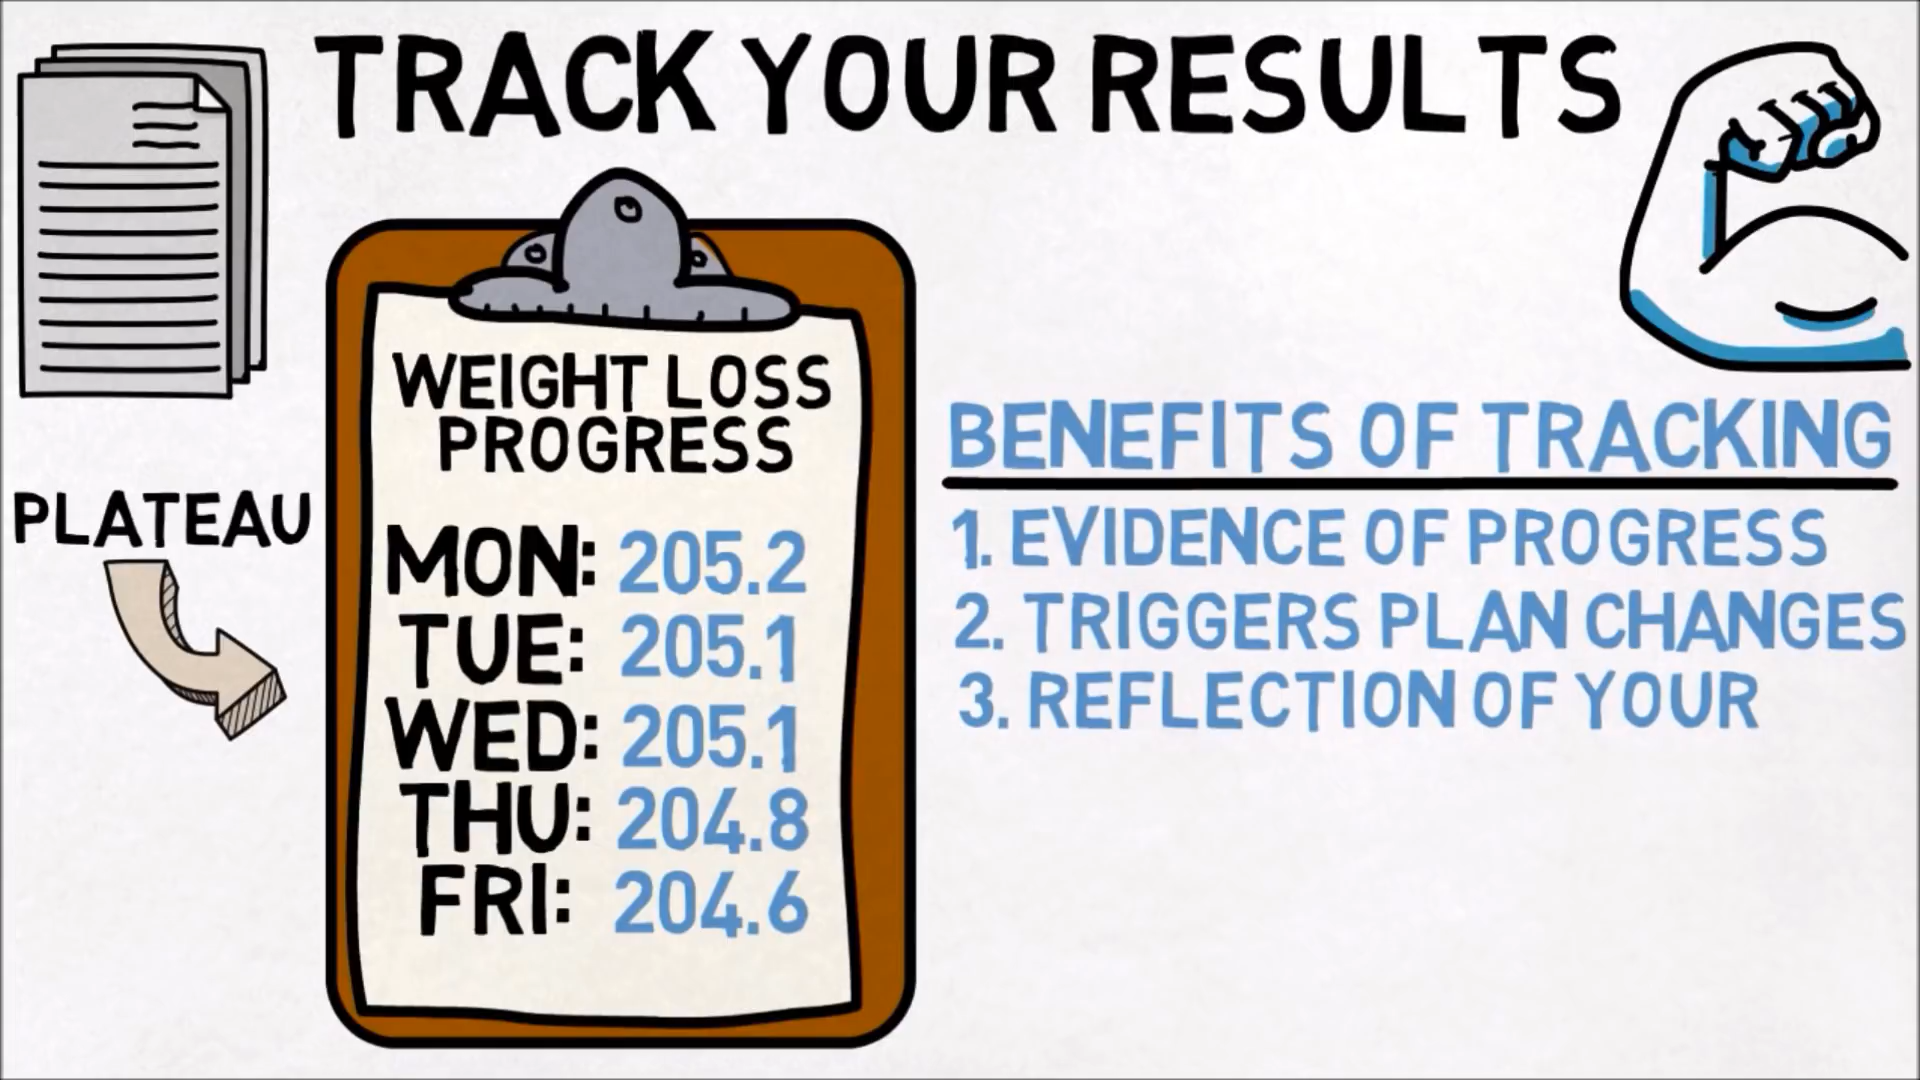 TRACK YOUR RESULTS
PLATEAU
WEIGHT LOSS
PROGRESS
MON: 205.2
TUE: 205.1
WED: 205.1
THU: 204.8
FRI: 204.6
BENEFITS OF TRACKING
1. EVIDENCE OF PROGRESS
2. TRIGGERS PLAN CHANGES
3. REFLECTION OF YOUR